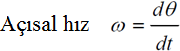 Açısal hız ω = dθ/dt